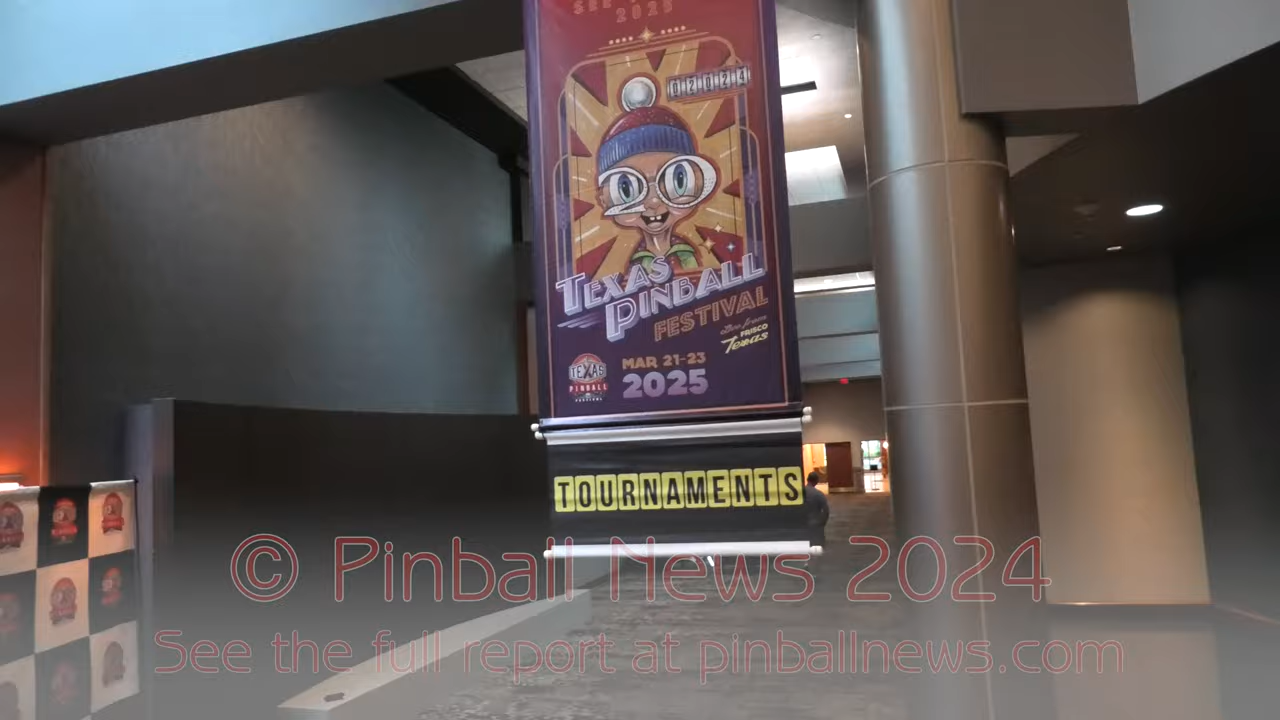 2025
02024
TEXAS
PINBALL
FESTIVAL
FRISCO
Texas
TEXAS
PINBALL
MAR 21-23
2025
TOURNAMENTS
© Pinball News 2024
See the full report at pinballnews.com